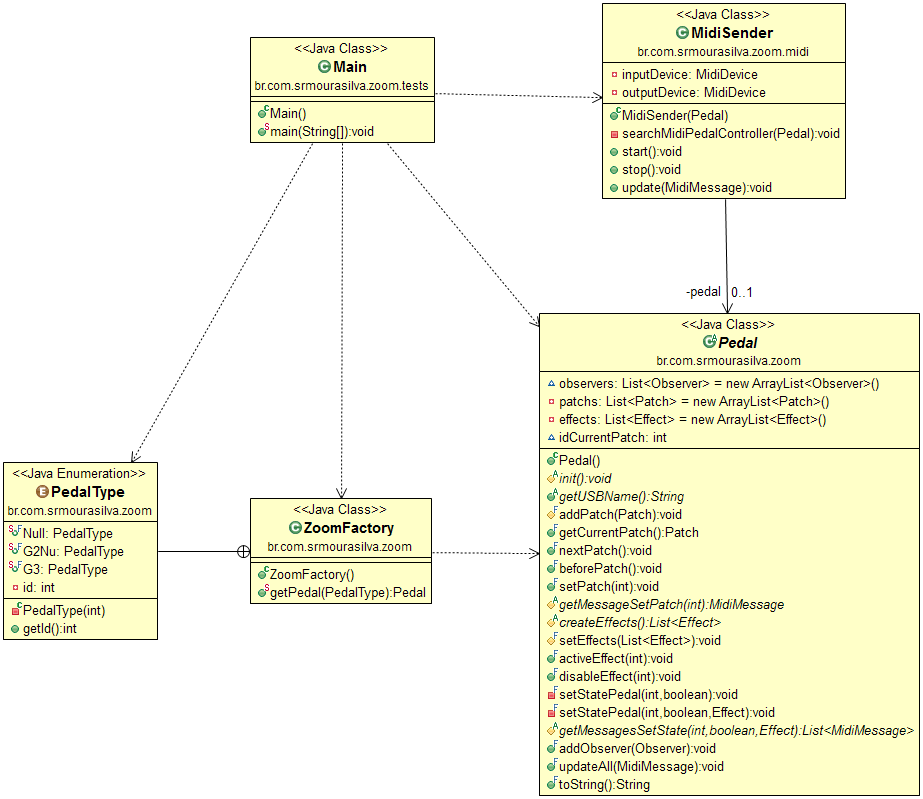 <<Java Class>>
Main
br.com.srmourasilva.zoom.tests
Main()
main(String[]):void
<<Java Class>>
MidiSender
br.com.srmourasilva.zoom.midi
inputDevice: MidiDevice
outputDevice: MidiDevice
MidiSender(Pedal)
searchMidiPedalController(Pedal):void
start():void
stop():void
update(MidiMessage):void
-pedal 0..1
<<Java Enumeration>>
PedalType
br.com.srmourasilva.zoom
Null: PedalType
G2Nu: PedalType
G3: PedalType
id: int
PedalType(int)
getId():int
<<Java Class>>
ZoomFactory
br.com.srmourasilva.zoom
ZoomFactory()
getPedal(PedalType):Pedal
<<Java Class>>
Pedal
br.com.srmourasilva.zoom
observers: List<Observer> = new ArrayList<Observer>()
patchs: List<Patch> = new ArrayList<Patch>()
effects: List<Effect> = new ArrayList<Effect>()
idCurrentPatch: int
Pedal()
init():void
getUSBName():String
addPatch(Patch):void
getCurrentPatch():Patch
nextPatch():void
beforePatch():void
setPatch(int):void
getMessageSetPatch(int):MidiMessage
createEffects():List<Effect>
setEffects(List<Effect>):void
activeEffect(int):void
disableEffect(int):void
setStatePedal(int,boolean):void
setStatePedal(int,boolean,Effect):void
getMessagesSetState(int,boolean,Effect):List<MidiMessage>
addObserver(Observer):void
updateAll(MidiMessage):void
toString():String